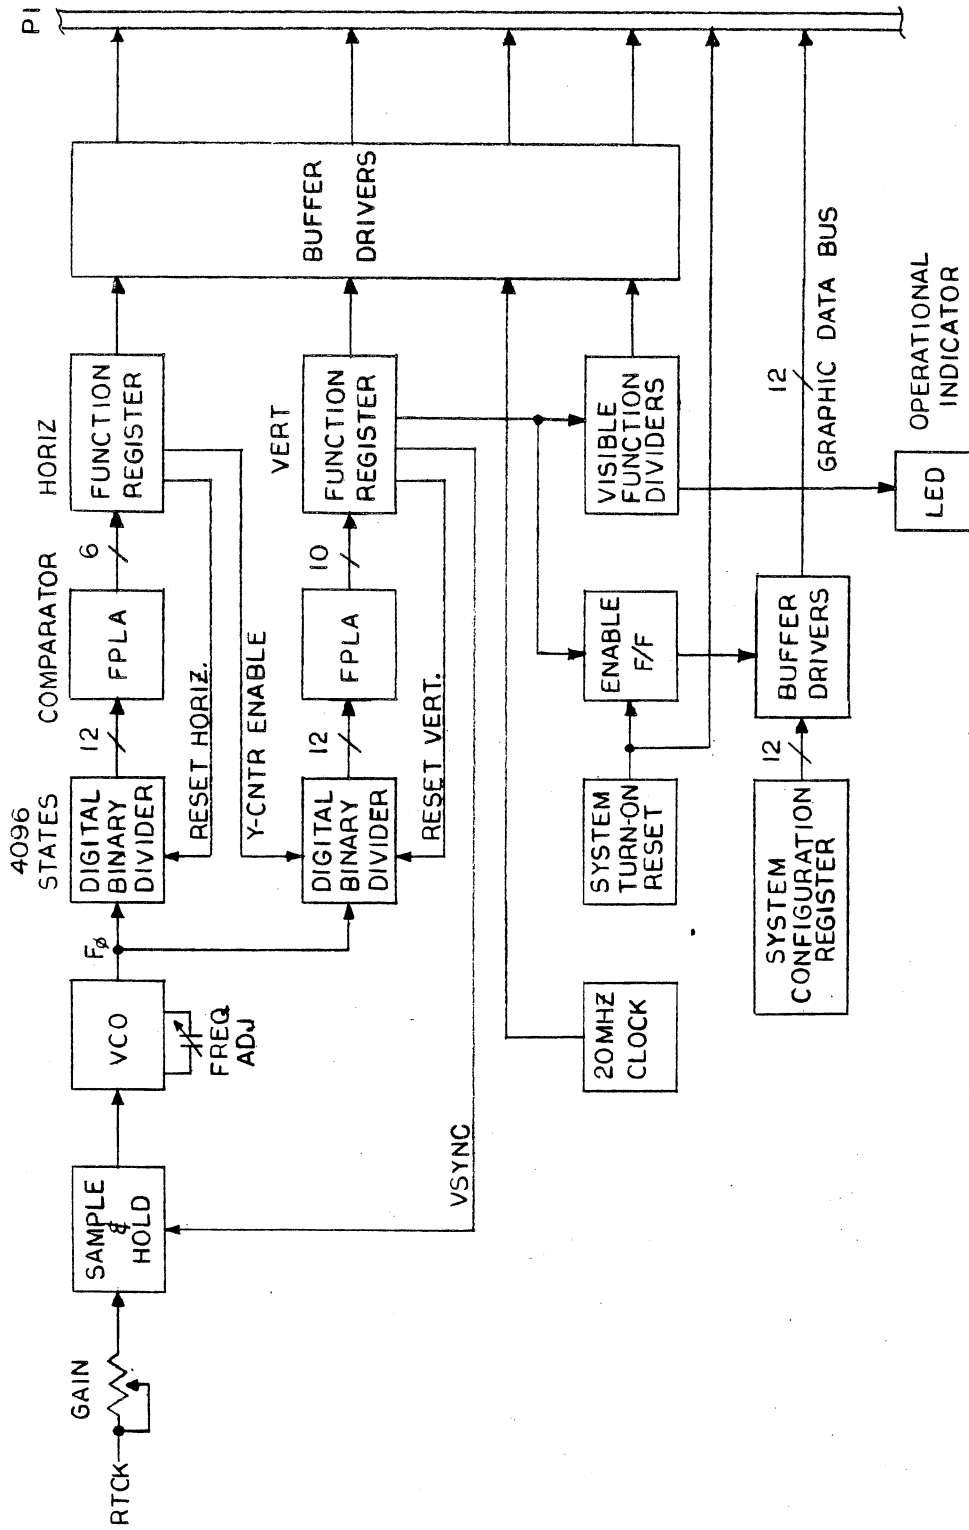 4096
STATES
COMPARATOR
HORIZ
P1
RTCK
GAIN
SAMPLE
&
HOLD
VCO
FREQ
ADJ
Fø
DIGITAL
BINARY
DIVIDER
12
FPLA
6
FUNCTION
REGISTER
RESET HORIZ.
Y-CNTR ENABLE
VERT
DIGITAL
BINARY
DIVIDER
12
FPLA
10
FUNCTION
REGISTER
RESET VERT.
VSYNC
BUFFER
DRIVERS
20MHZ
CLOCK
SYSTEM
TURN-ON
RESET
ENABLE
F/F
VISIBLE
FUNCTION
DIVIDERS
SYSTEM
CONFIGURATION
REGISTER
12
BUFFER
DRIVERS
12
GRAPHIC DATA BUS
LED
OPERATIONAL
INDICATOR